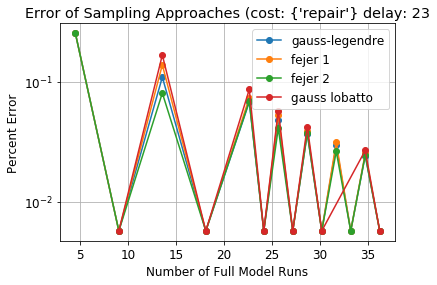 Error of Sampling Approaches (cost: {'repair'} delay: 23
Percent Error
10⁻¹
10⁻²
gauss-legendre
fejer 1
fejer 2
gauss lobatto
5 10 15 20 25 30 35
Number of Full Model Runs